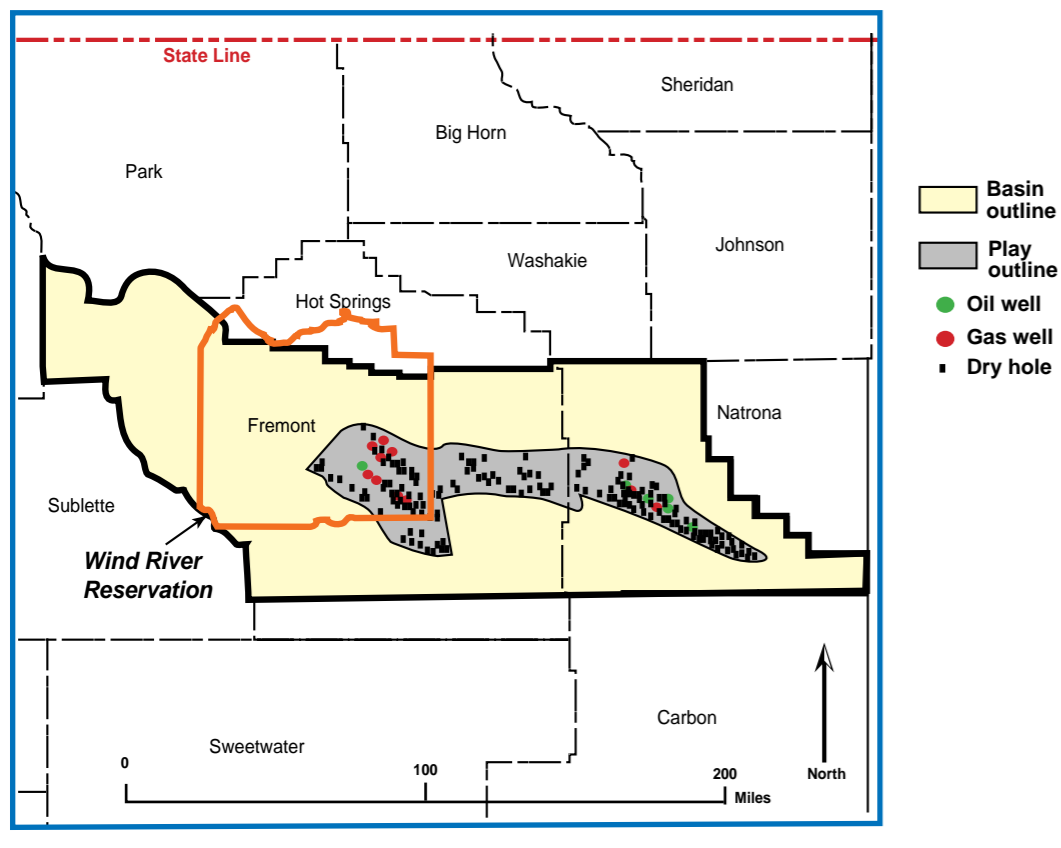 State Line
Sheridan
Big Horn
Park
Johnson
Washakie
Hot Springs
Fremont
Natrona
Sublette
Wind River
Reservation
Carbon
Sweetwater
0
100
200
Miles
North
Basin
outline
Play
outline
Oil well
Gas well
Dry hole